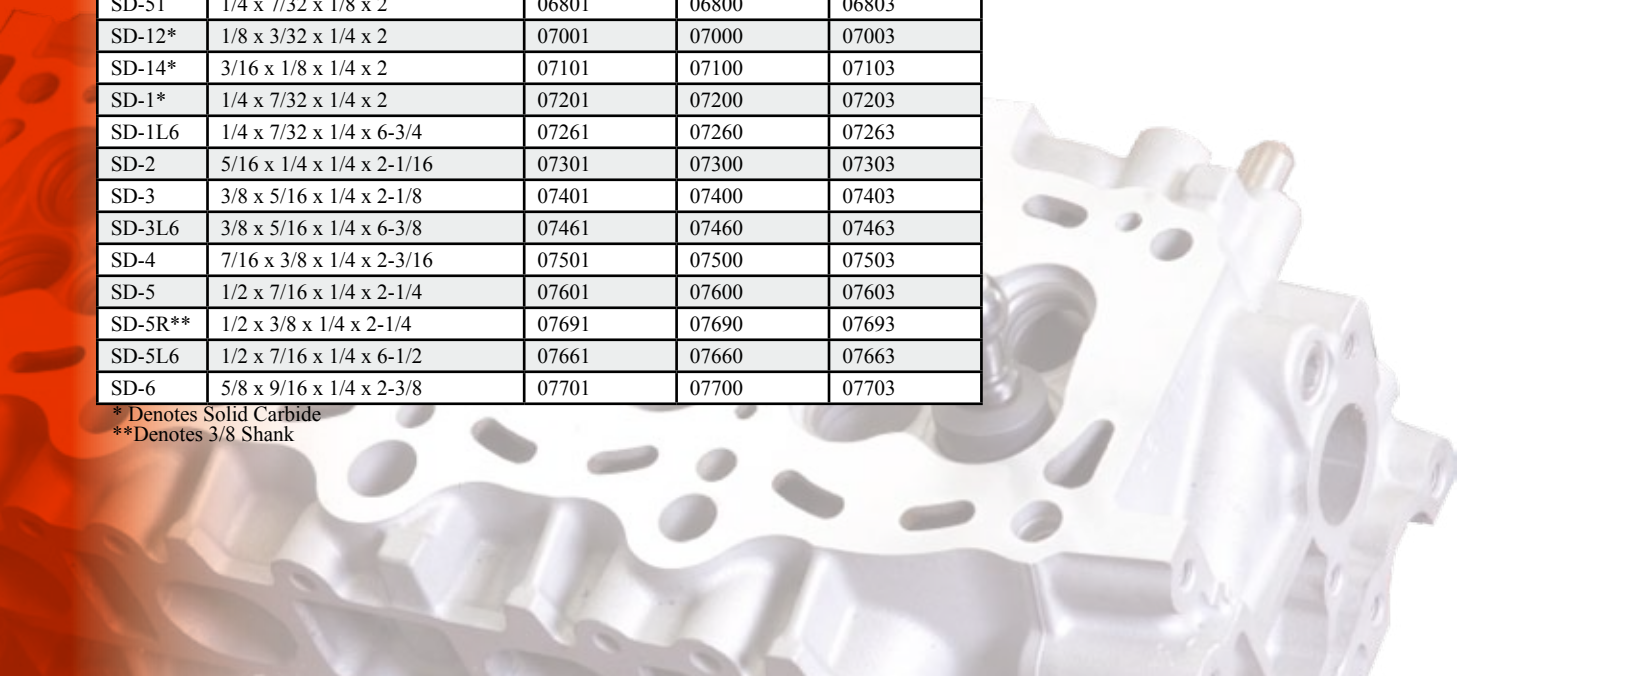 SD-51 1/4 x 7/32 x 1/8 x 2 06801 06800 06803
SD-12* 1/8 x 3/32 x 1/4 x 2 07001 07000 07003
SD-14* 3/16 x 1/8 x 1/4 x 2 07101 07100 07103
SD-1* 1/4 x 7/32 x 1/4 x 2 07201 07200 07203
SD-1L6 1/4 x 7/32 x 1/4 x 6-3/4 07261 07260 07263
SD-2 5/16 x 1/4 x 1/4 x 2-1/16 07301 07300 07303
SD-3 3/8 x 5/16 x 1/4 x 2-1/8 07401 07400 07403
SD-3L6 3/8 x 5/16 x 1/4 x 6-3/8 07461 07460 07463
SD-4 7/16 x 3/8 x 1/4 x 2-3/16 07501 07500 07503
SD-5 1/2 x 7/16 x 1/4 x 2-1/4 07601 07600 07603
SD-5R** 1/2 x 3/8 x 1/4 x 2-1/4 07691 07690 07693
SD-5L6 1/2 x 7/16 x 1/4 x 6-1/2 07661 07660 07663
SD-6 5/8 x 9/16 x 1/4 x 2-3/8 07701 07700 07703
* Denotes Solid Carbide
**Denotes 3/8 Shank